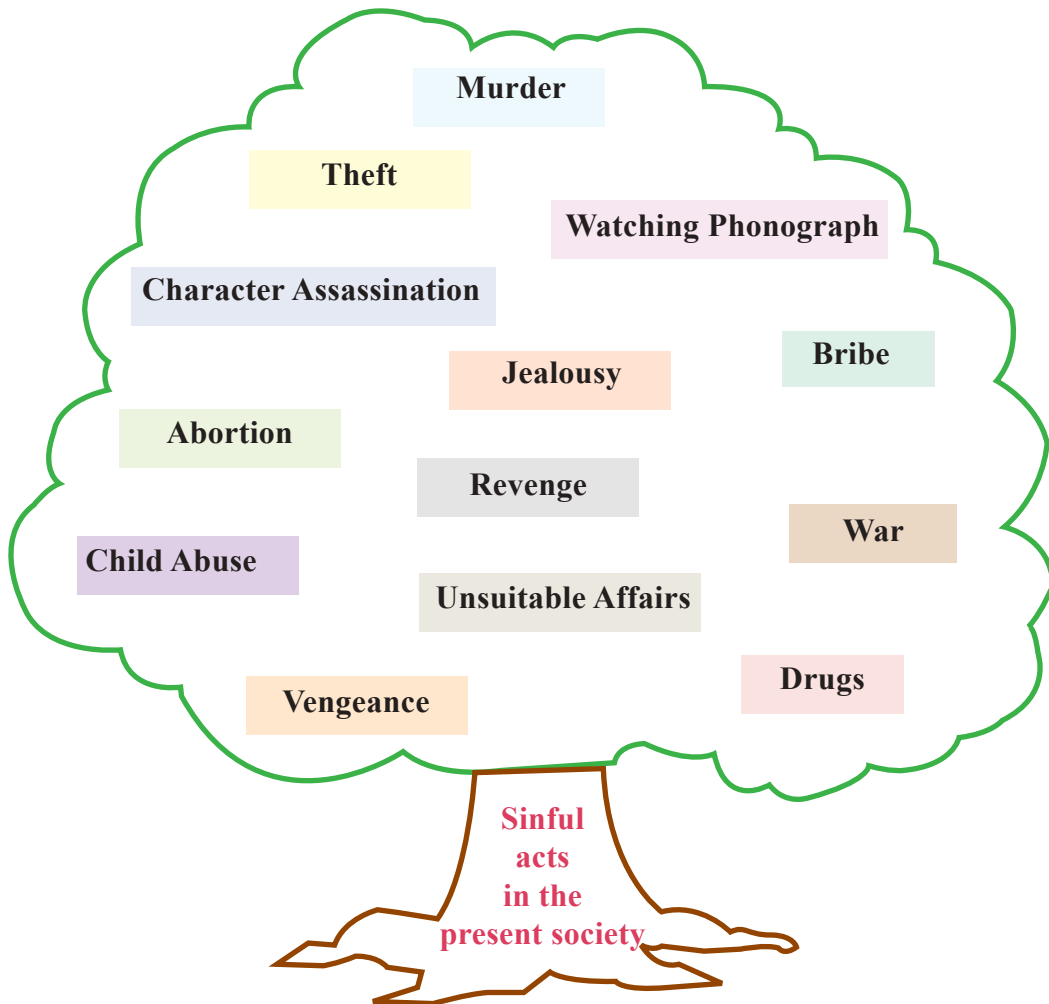 Murder
Theft
Watching Phonograph
Character Assassination
Bribe
Jealousy
Abortion
Revenge
War
Child Abuse
Unsuitable Affairs
Drugs
Vengeance
Sinful
acts
in the
present society